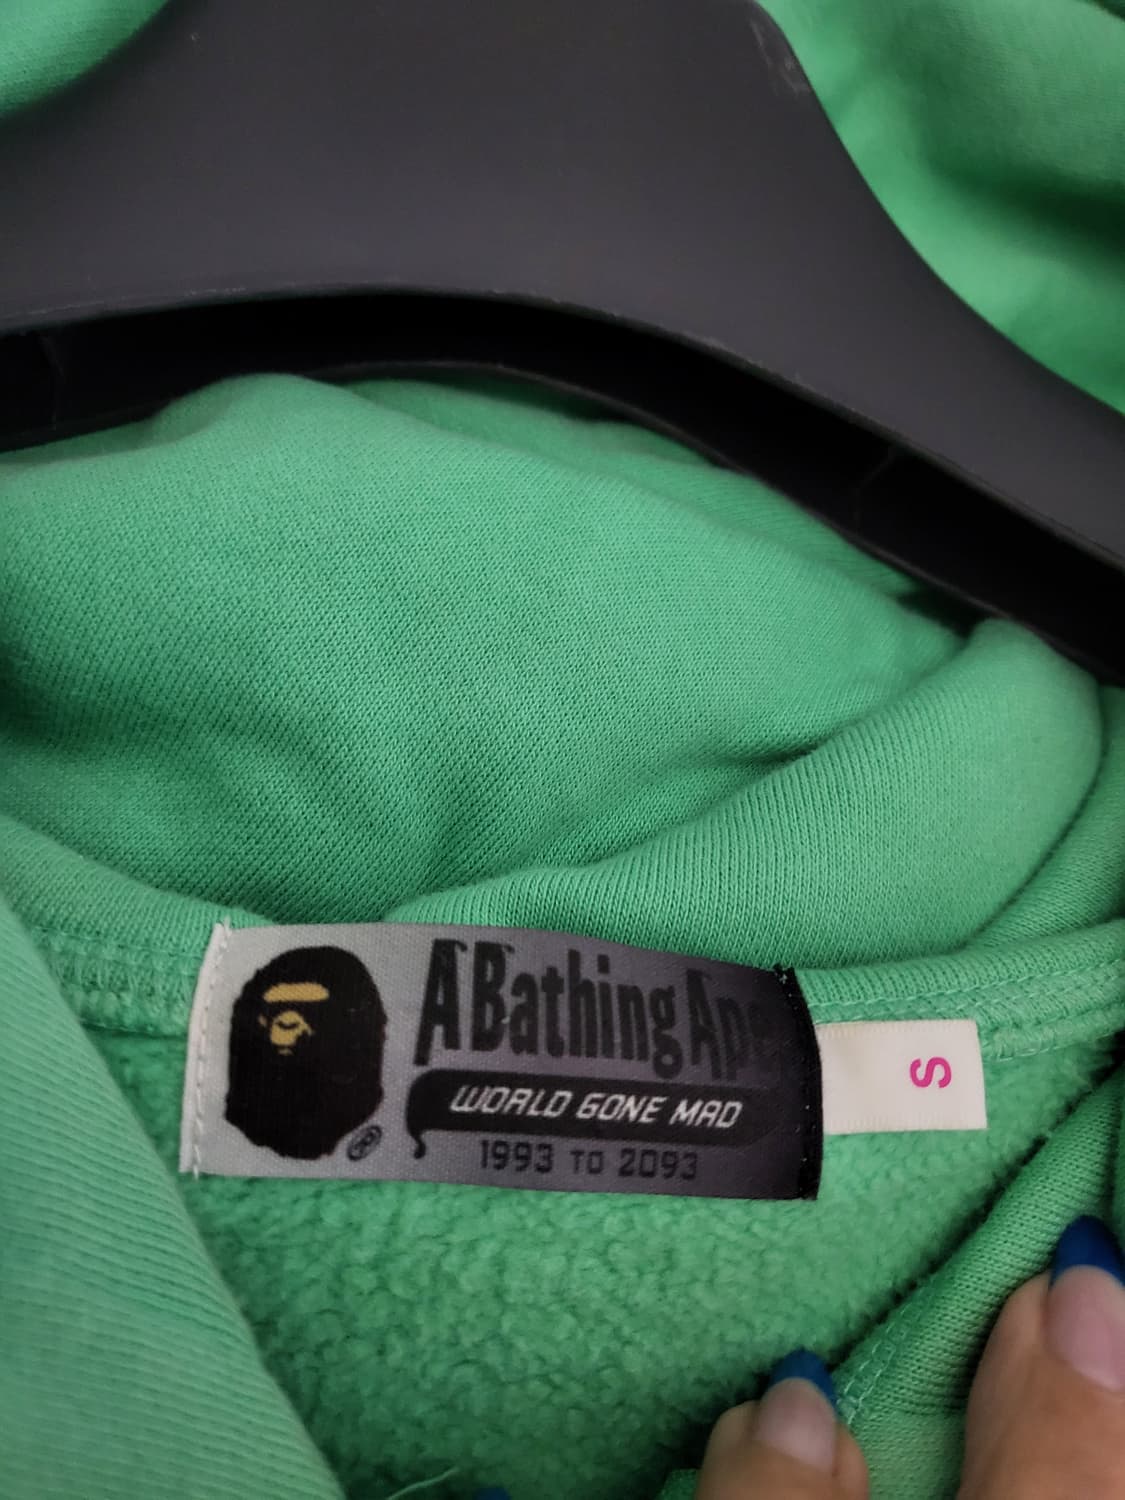 A Bathing Ape
WORLD GONE MAD
1993 TO 2093
S